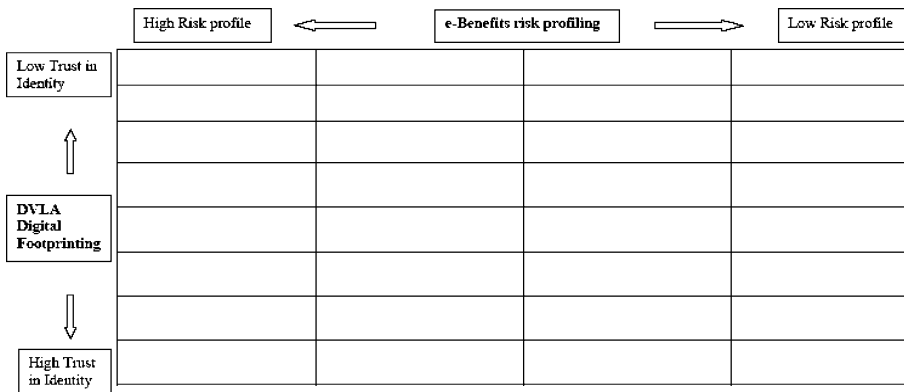 High Risk profile
e-Benefits risk profiling
Low Risk profile
Low Trust in
Identity
DVLA
Digital
Footprinting
High Trust
in Identity